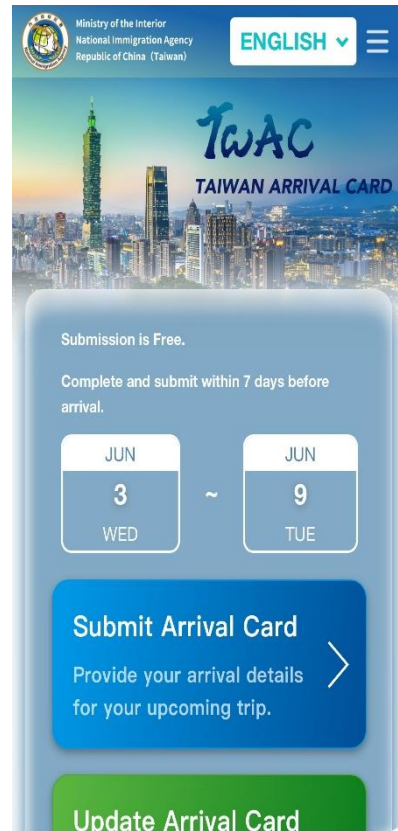 Ministry of the Interior
National Immigration Agency
Republic of China (Taiwan)
ENGLISH
TWAC
TAIWAN ARRIVAL CARD
Submission is Free.
Complete and submit within 7 days before
arrival.
JUN
3
WED
~
JUN
9
TUE
Submit Arrival Card
Provide your arrival details
for your upcoming trip.
Update Arrival Card